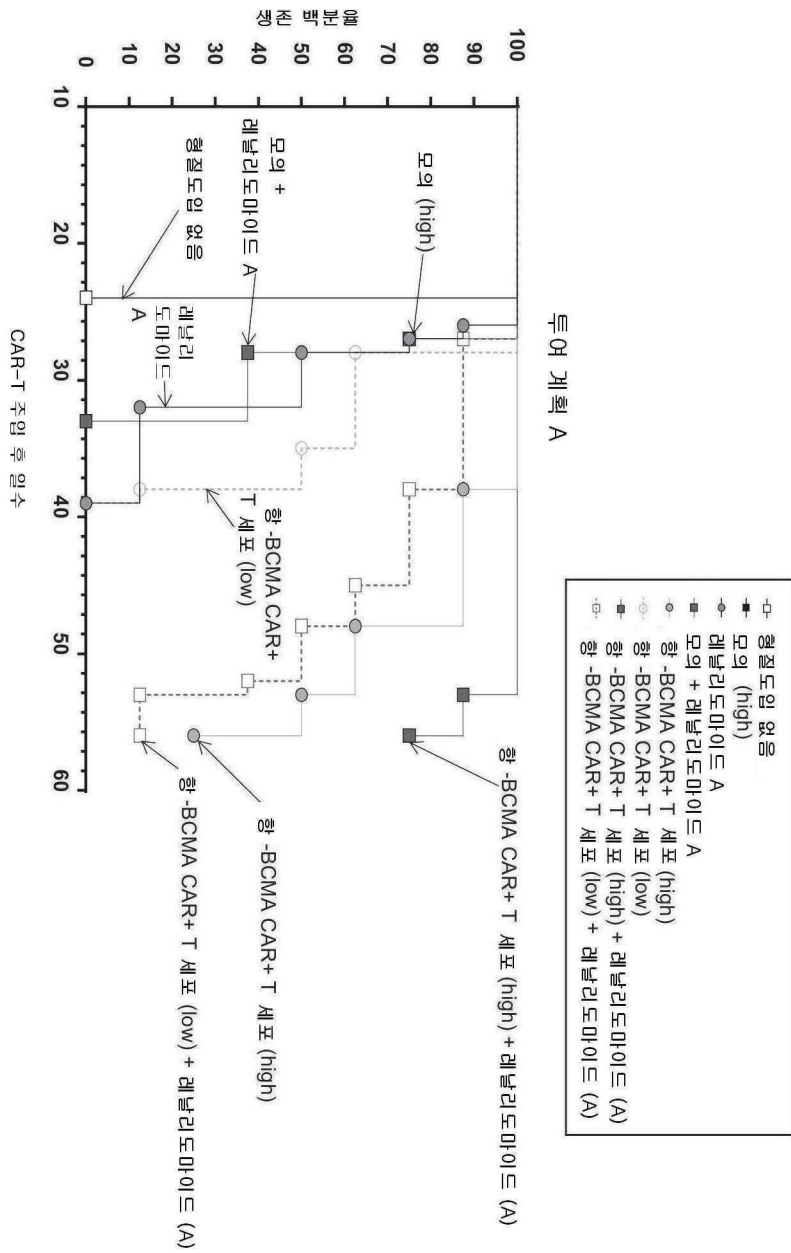 투여 계획 A
형질도입 없음
모의 (high)
레날리도마이드 A
모의 + 레날리도마이드 A
항 -BCMA CAR+ T 세포 (high)
항 -BCMA CAR+ T 세포 (low)
항 -BCMA CAR+ T 세포 (high) + 레날리도마이드 (A)
항 -BCMA CAR+ T 세포 (low) + 레날리도마이드 (A)
생존 백분율
100
90
80
70
60
50
40
30
20
10
0
10
20
30
40
50
60
CAR-T 주입 후 일수
모의 (high)
모의 +
레날리도마이드 A
형질도입 없음
레날리
도마이드
A
항 -BCMA CAR+
T 세포 (low)
항 -BCMA CAR+ T 세포 (high) + 레날리도마이드 (A)
항 -BCMA CAR+ T 세포 (high)
항 -BCMA CAR+ T 세포 (low) + 레날리도마이드 (A)